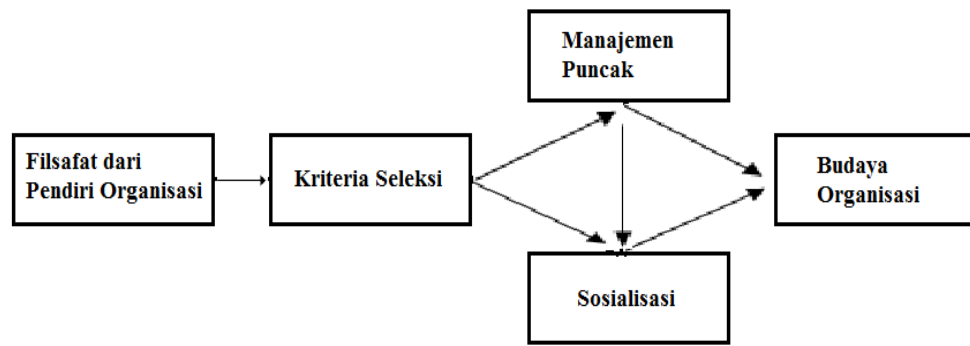 Filsafat dari
Pendiri Organisasi
Kriteria Seleksi
Manajemen
Puncak
Sosialisasi
Budaya
Organisasi